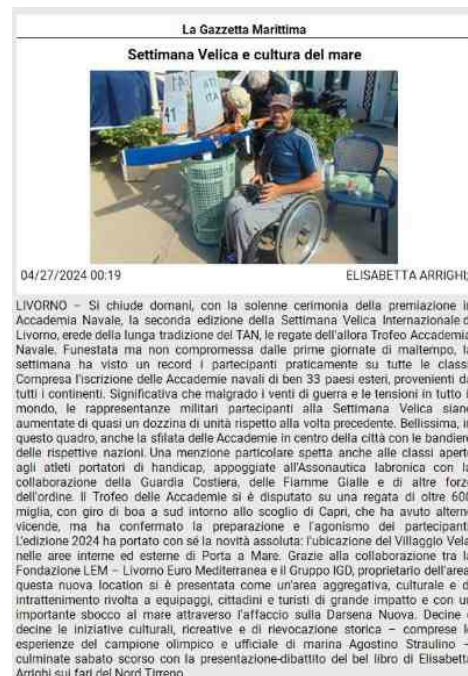 La Gazzetta Marittima
Settimana Velica e cultura del mare
ITA
41
ITA
04/27/2024 00:19
ELISABETTA ARRIGHI;
LIVORNO – Si chiude domani, con la solenne cerimonia della premiazione in
Accademia Navale, la seconda edizione della Settimana Velica Internazionale d
Livorno, erede della lunga tradizione del TAN, le regate dell'allora Trofeo Accademia
Navale. Funestata ma non compromessa dalle prime giornate di maltempo, la
settimana ha visto un record i partecipanti praticamente su tutte le classi
Compresa l'iscrizione delle Accademie navali di ben 33 paesi esteri, provenienti da
tutti i continenti. Significativa che malgrado i venti di guerra e le tensioni in tutto i
mondo, le rappresentanze militari partecipanti alla Settimana Velica siano
aumentate di quasi un dozzina di unità rispetto alla volta precedente. Bellissima, in
questo quadro, anche la sfilata delle Accademie in centro della città con le bandiere
delle rispettive nazioni. Una menzione particolare spetta anche alle classi aperte
agli atleti portatori di handicap, appoggiate all'Assonautica labronica con la
collaborazione della Guardia Costiera, delle Fiamme Gialle e di altre forze
dell'ordine. Il Trofeo delle Accademie si è disputato su una regata di oltre 600
miglia, con giro di boa a sud intorno allo scoglio di Capri, che ha avuto alterne
vicende, ma ha confermato la preparazione e l'agonismo dei partecipanti
L'edizione 2024 ha portato con sé la novità assoluta: l'ubicazione del Villaggio Vela
nelle aree interne ed esterne di Porta a Mare. Grazie alla collaborazione tra la
Fondazione LEM – Livorno Euro Mediterranea e il Gruppo IGD, proprietario dell'area
questa nuova location si è presentata come un'area aggregativa, culturale e d
intrattenimento rivolta a equipaggi, cittadini e turisti di grande impatto e con un
importante sbocco al mare attraverso l'affaccio sulla Darsena Nuova. Decine e
decine le iniziative culturali, ricreative e di rievocazione storica – comprese le
esperienze del campione olimpico e ufficiale di marina Agostino Straulino –
culminate sabato scorso con la presentazione-dibattito del bel libro di Elisabetta
Arrighi sui fari del Nord Tirreno.